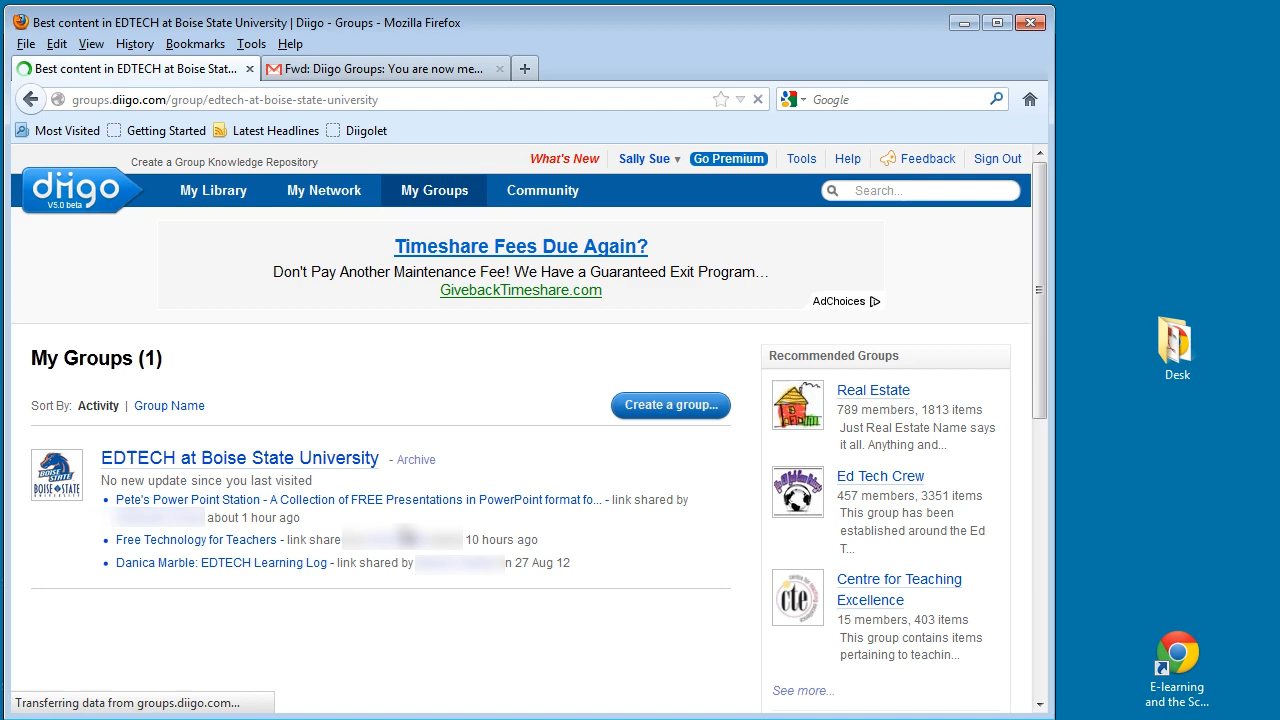 Best content in EDTECH at Boise State University | Diigo - Groups - Mozilla Firefox
File Edit View History Bookmarks Tools Help
Best content in EDTECH at Boise Stat... Fwd: Diigo Groups: You are now me...
groups.diigo.com/group/edtech-at-boise-state-university Google
Most Visited Getting Started Latest Headlines Diigolet
Create a Group Knowledge Repository What's New Sally Sue Go Premium Tools Help Feedback Sign Out
diigo V5.0 beta My Library My Network My Groups Community Search...
Timeshare Fees Due Again?
Don't Pay Another Maintenance Fee! We Have a Guaranteed Exit Program...
GivebackTimeshare.com
AdChoices
My Groups (1)
Sort By: Activity | Group Name Create a group...
BOISE STATE UNIVERSITY
EDTECH at Boise State University - Archive
No new update since you last visited
• Pete's Power Point Station - A Collection of FREE Presentations in PowerPoint format fo... - link shared by
about 1 hour ago
• Free Technology for Teachers - link share 10 hours ago
• Danica Marble: EDTECH Learning Log - link shared by n 27 Aug 12
Recommended Groups
Real Estate
789 members, 1813 items
Just Real Estate Name says
it all. Anything and...
Ed Tech Crew
457 members, 3351 items
This group has been
established around the Ed
T...
cte
Centre for Teaching
Excellence
15 members, 403 items
This group contains items
pertaining to teachin...
See more...
Transferring data from groups.diigo.com...
Desk
E-learning
and the Sc...